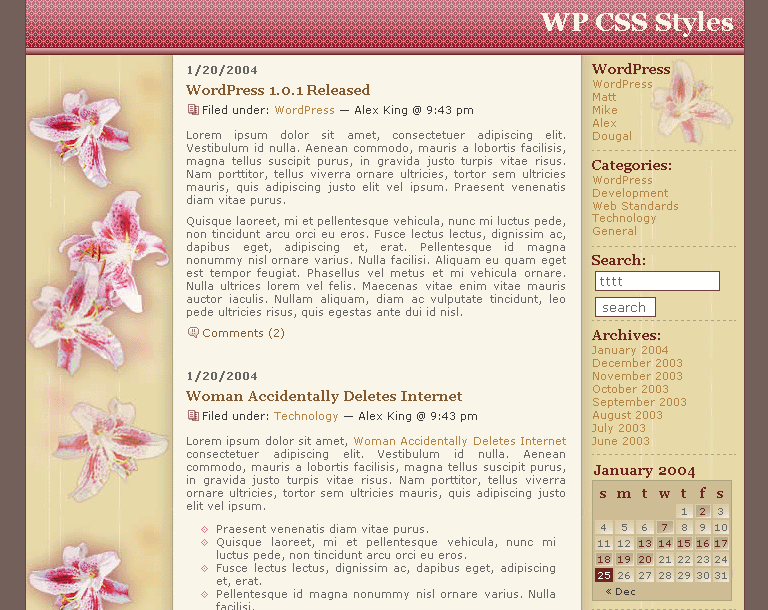 WP CSS Styles
1/20/2004
WordPress 1.0.1 Released
Filed under: WordPress — Alex King @ 9:43 pm
Lorem ipsum dolor sit amet, consectetuer adipiscing elit.
Vestibulum id nulla. Aenean commodo, mauris a lobortis facilisis,
magna tellus suscipit purus, in gravida justo turpis vitae risus.
Nam porttitor, tellus viverra ornare ultricies, tortor sem ultricies
mauris, quis adipiscing justo elit vel ipsum. Praesent venenatis
diam vitae purus.
Quisque laoreet, mi et pellentesque vehicula, nunc mi luctus pede,
non tincidunt arcu orci eu eros. Fusce lectus lectus, dignissim ac,
dapibus eget, adipiscing et, erat. Pellentesque id magna
nonummy nisl ornare varius. Nulla facilisi. Aliquam eu quam eget
est tempor feugiat. Phasellus vel metus et mi vehicula ornare.
Nulla ultrices lorem vel felis. Maecenas vitae enim vitae mauris
auctor iaculis. Nullam aliquam, diam ac vulputate tincidunt, leo
pede ultricies risus, quis egestas ante dui id nisl.
Comments (2)
1/20/2004
Woman Accidentally Deletes Internet
Filed under: Technology — Alex King @ 9:43 pm
Lorem ipsum dolor sit amet, Woman Accidentally Deletes Internet
consectetuer adipiscing elit. Vestibulum id nulla. Aenean
commodo, mauris a lobortis facilisis, magna tellus suscipit purus,
in gravida justo turpis vitae risus. Nam porttitor, tellus viverra
ornare ultricies, tortor sem ultricies mauris, quis adipiscing justo
elit vel ipsum.
Praesent venenatis diam vitae purus.
Quisque laoreet, mi et pellentesque vehicula, nunc mi
luctus pede, non tincidunt arcu orci eu eros.
Fusce lectus lectus, dignissim ac, dapibus eget, adipiscing
et, erat.
Pellentesque id magna nonummy nisl ornare varius. Nulla
facilisi.
WordPress
WordPress
Matt
Mike
Alex
Dougal
Categories:
WordPress
Development
Web Standards
Technology
General
Search:
tttt
search
Archives:
January 2004
December 2003
November 2003
October 2003
September 2003
August 2003
July 2003
June 2003
January 2004
s m t w t f s
1 2 3
4 5 6 7 8 9 10
11 12 13 14 15 16 17
18 19 20 21 22 23 24
25 26 27 28 29 30 31
« Dec